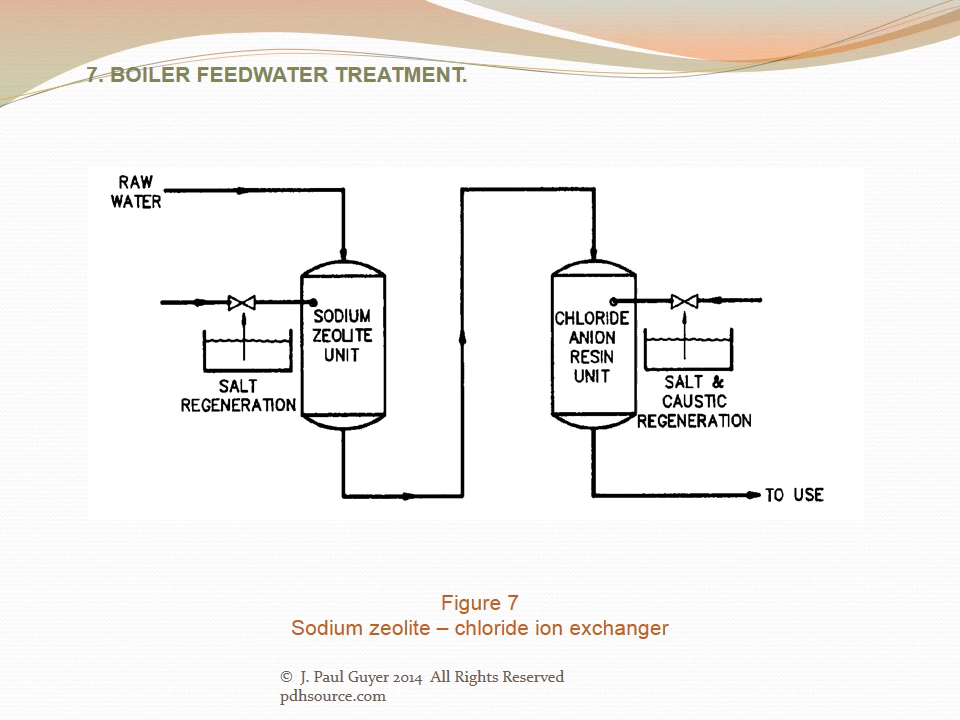 7. BOILER FEEDWATER TREATMENT.
RAW
WATER
SODIUM
ZEOLITE
UNIT
SALT
REGENERATION
CHLORIDE
ANION
RESIN
UNIT
SALT &
CAUSTIC
REGENERATION
TO USE
Figure 7
Sodium zeolite – chloride ion exchanger
© J. Paul Guyer 2014 All Rights Reserved
pdhsource.com